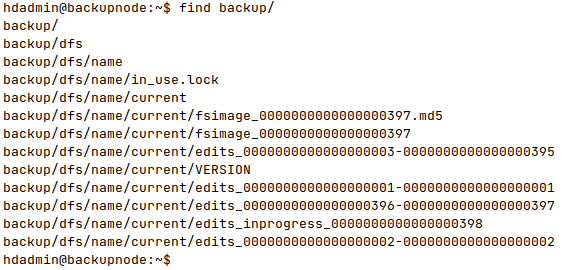 hdadmin@backupnode:~$ find backup/
backup/
backup/dfs
backup/dfs/name
backup/dfs/name/in_use.lock
backup/dfs/name/current
backup/dfs/name/current/fsimage_0000000000000000397.md5
backup/dfs/name/current/fsimage_0000000000000000397
backup/dfs/name/current/edits_0000000000000000003-0000000000000000395
backup/dfs/name/current/VERSION
backup/dfs/name/current/edits_0000000000000000001-0000000000000000001
backup/dfs/name/current/edits_0000000000000000396-0000000000000000397
backup/dfs/name/current/edits_inprogress_0000000000000000398
backup/dfs/name/current/edits_0000000000000000002-0000000000000000002
hdadmin@backupnode:~$